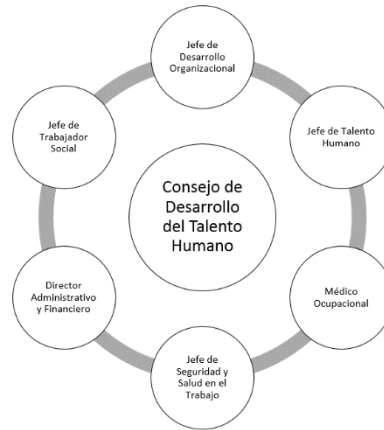 Jefe de
Desarrollo
Organizacional
Jefe de Talento
Humano
Médico
Ocupacional
Jefe de
Seguridad y
Salud en el
Trabajo
Director
Administrativo
y Financiero
Jefe de
Trabajador
Social
Consejo de
Desarrollo
del Talento
Humano